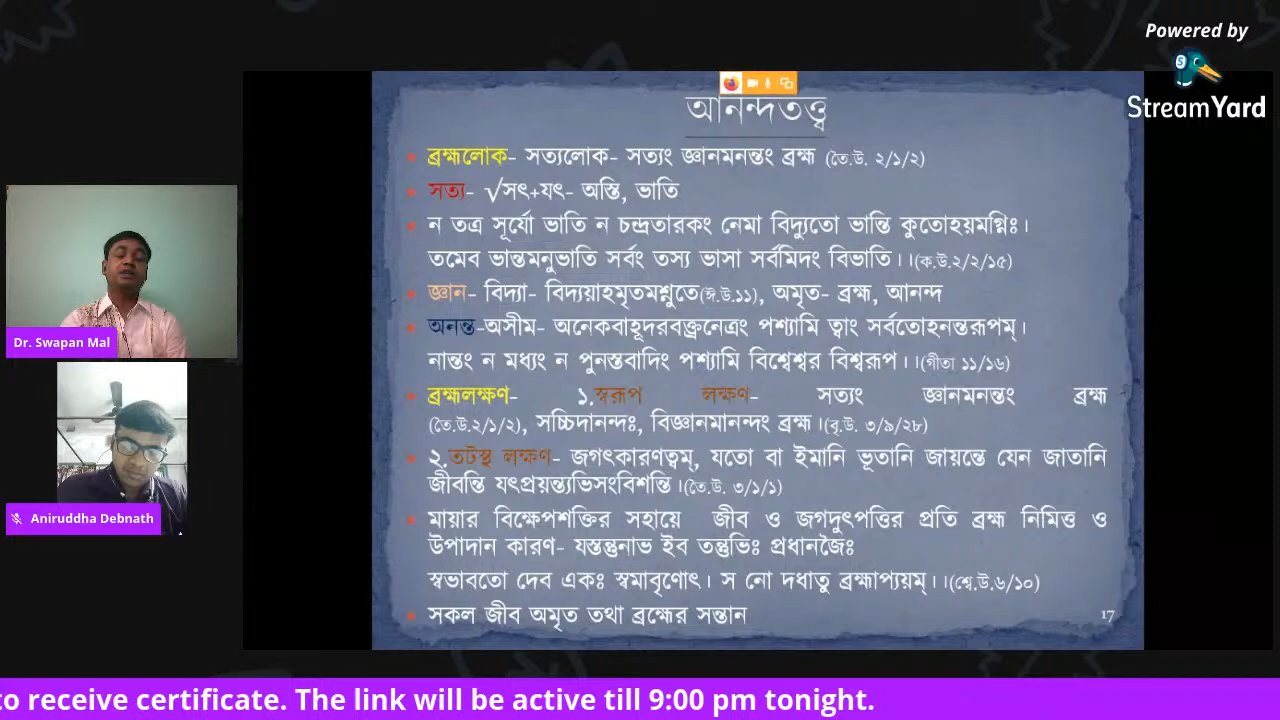 Powered by
StreamYard
আনন্দতত্ত্ব
ব্রহ্মলোক- সত্যলোক- সত্যং জ্ঞানমনন্তং ব্রহ্ম (তৈ.উ. ২/১/২)
সত্য- √সৎ+যৎ- অস্তি, ভাতি
ন তত্র সূর্যো ভাতি ন চন্দ্রতারকং নেমা বিদ্যুতো ভান্তি কুতোহয়মগ্নিঃ।
তমেব ভান্তমনুভাতি সর্বং তস্য ভাসা সর্বমিদং বিভাতি।।(ক.উ.২/২/১৫)
জ্ঞান- বিদ্যা- বিদ্যয়াহমৃতমশ্নুতে(ঈ.উ.১১), অমৃত- ব্রহ্ম, আনন্দ
অনন্ত-অসীম- অনেকবাহূদরবক্ত্রনেত্রং পশ্যামি ত্বাং সর্বতোহনন্তরূপম্।
নান্তং ন মধ্যং ন পুনস্তবাদিং পশ্যামি বিশ্বেশ্বর বিশ্বরূপ।।(গীতা ১১/১৬)
ব্রহ্মলক্ষণ- ১.স্বরূপ লক্ষণ- সত্যং জ্ঞানমনন্তং ব্রহ্ম
(তৈ.উ.২/১/২), সচ্চিদানন্দঃ, বিজ্ঞানমানন্দং ব্রহ্ম।(বৃ.উ. ৩/৯/২৮)
২.তটস্থ লক্ষণ- জগৎকারণত্বম্, যতো বা ইমানি ভূতানি জায়ন্তে যেন জাতানি
জীবন্তি যৎপ্রয়ন্ত্যভিসংবিশন্তি।(তৈ.উ. ৩/১/১)
মায়ার বিক্ষেপশক্তির সহায়ে জীব ও জগদুৎপত্তির প্রতি ব্রহ্ম নিমিত্ত ও
উপাদান কারণ- যস্তন্তুনাভ ইব তন্তুভিঃ প্রধানজৈঃ
স্বভাবতো দেব একঃ স্বমাবৃণোৎ। স নো দধাতু ব্রহ্মাপ্যয়ম্।।(শ্বে.উ.৬/১০)
সকল জীব অমৃত তথা ব্রহ্মের সন্তান
17
Dr. Swapan Mal
Aniruddha Debnath
to receive certificate. The link will be active till 9:00 pm tonight.